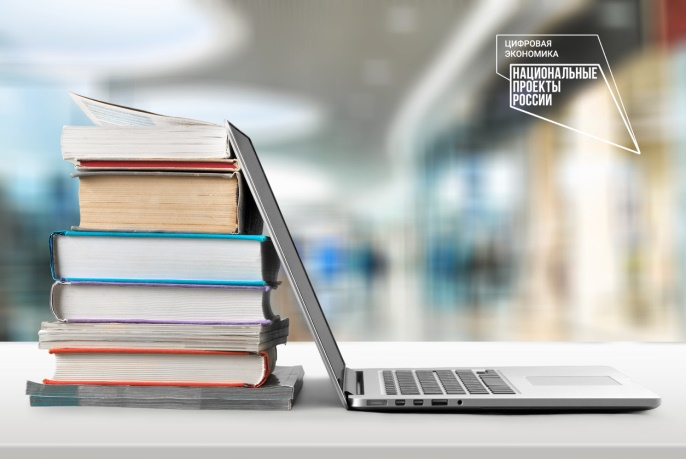 ЦИФРОВАЯ
ЭКОНОМИКА
НАЦИОНАЛЬНЫЕ
ПРОЕКТЫ
РОССИИ